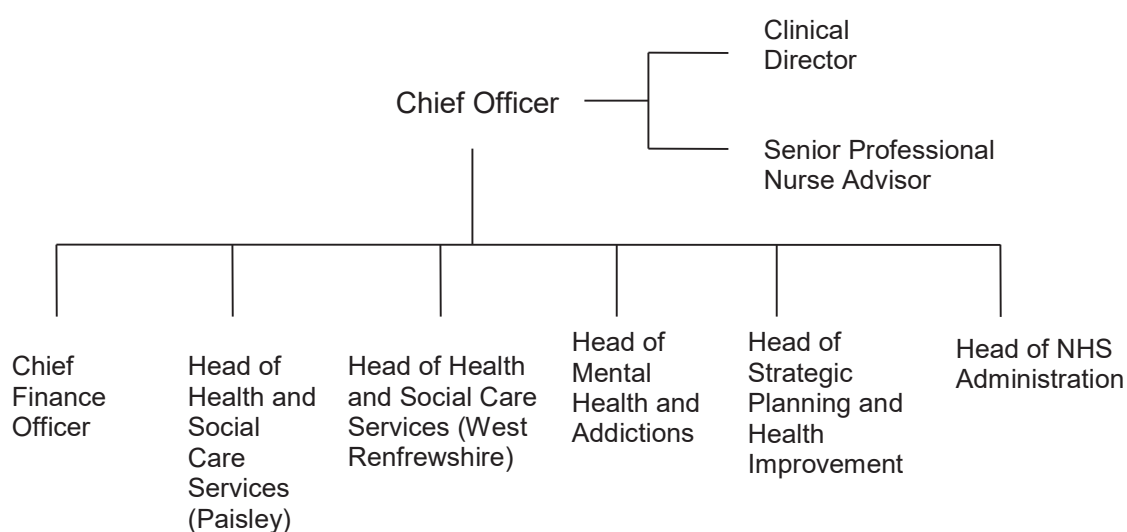 Clinical
Director
Chief Officer
Senior Professional
Nurse Advisor
Chief
Finance
Officer
Head of
Health and
Social
Care
Services
(Paisley)
Head of Health
and Social Care
Services (West
Renfrewshire)
Head of
Mental
Health and
Addictions
Head of
Strategic
Planning and
Health
Improvement
Head of NHS
Administration